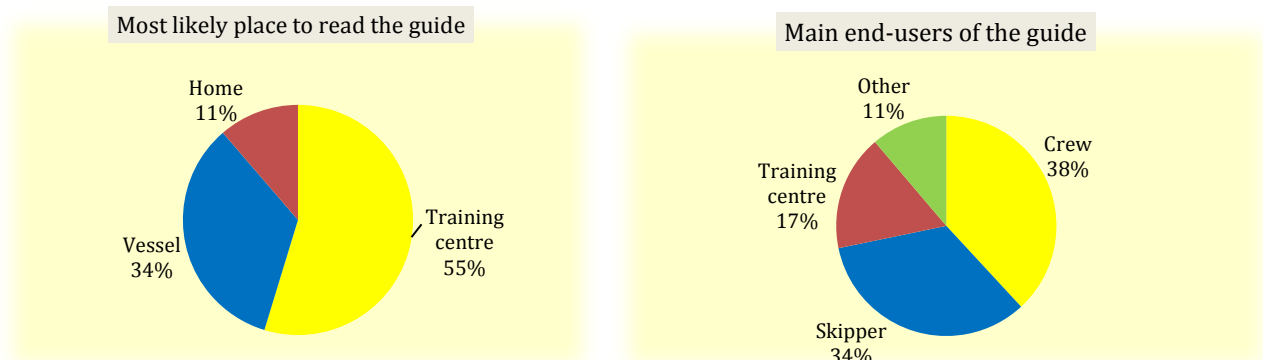 Most likely place to read the guide
Home
11%
Vessel
34%
Training
centre
55%
Main end-users of the guide
Other
11%
Crew
38%
Training
centre
17%
Skipper
34%